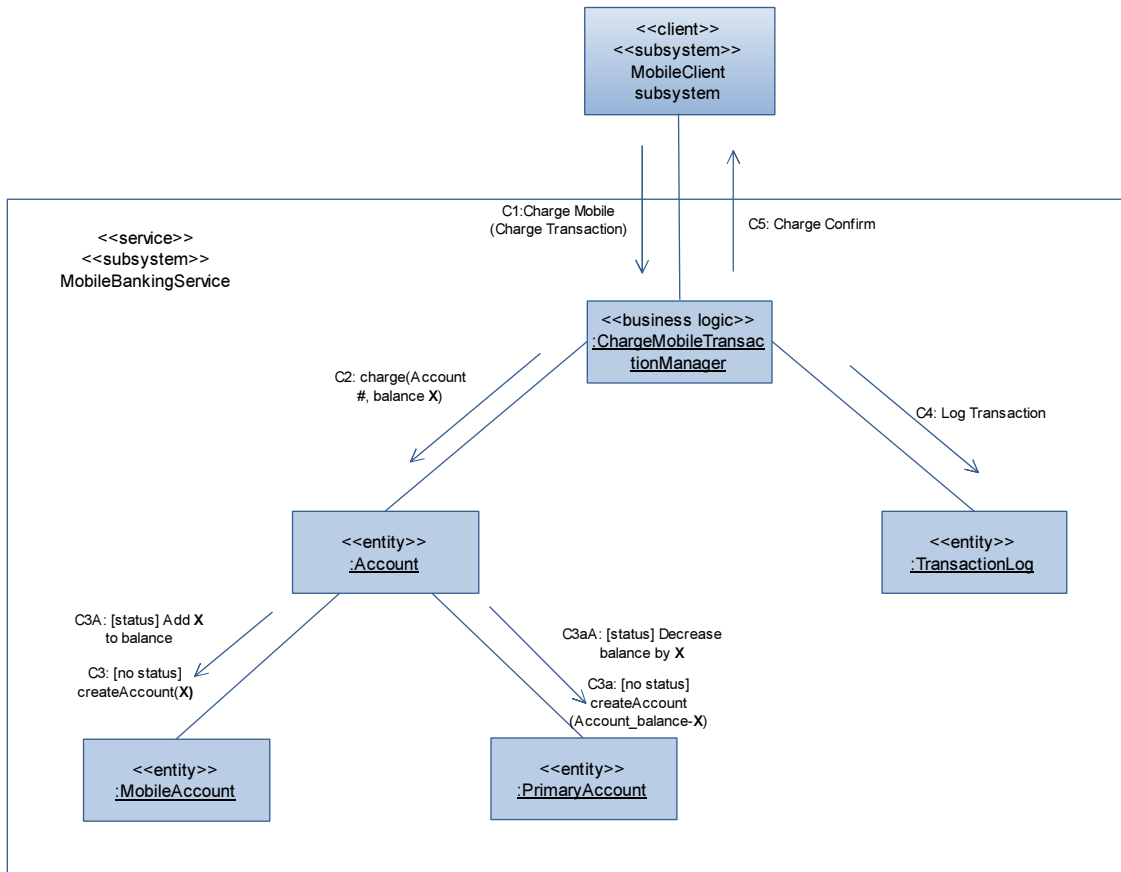 <<client>>
<<subsystem>>
MobileClient
subsystem
C1:Charge Mobile
(Charge Transaction)
C5: Charge Confirm
<<service>>
<<subsystem>>
MobileBankingService
<<business logic>>
:ChargeMobileTransac
tionManager
C2: charge(Account
#, balance X)
C4: Log Transaction
<<entity>>
:Account
<<entity>>
:TransactionLog
C3A: [status] Add X
to balance
C3: [no status]
createAccount(X)
C3aA: [status] Decrease
balance by X
C3a: [no status]
createAccount
(Account_balance-X)
<<entity>>
:MobileAccount
<<entity>>
:PrimaryAccount